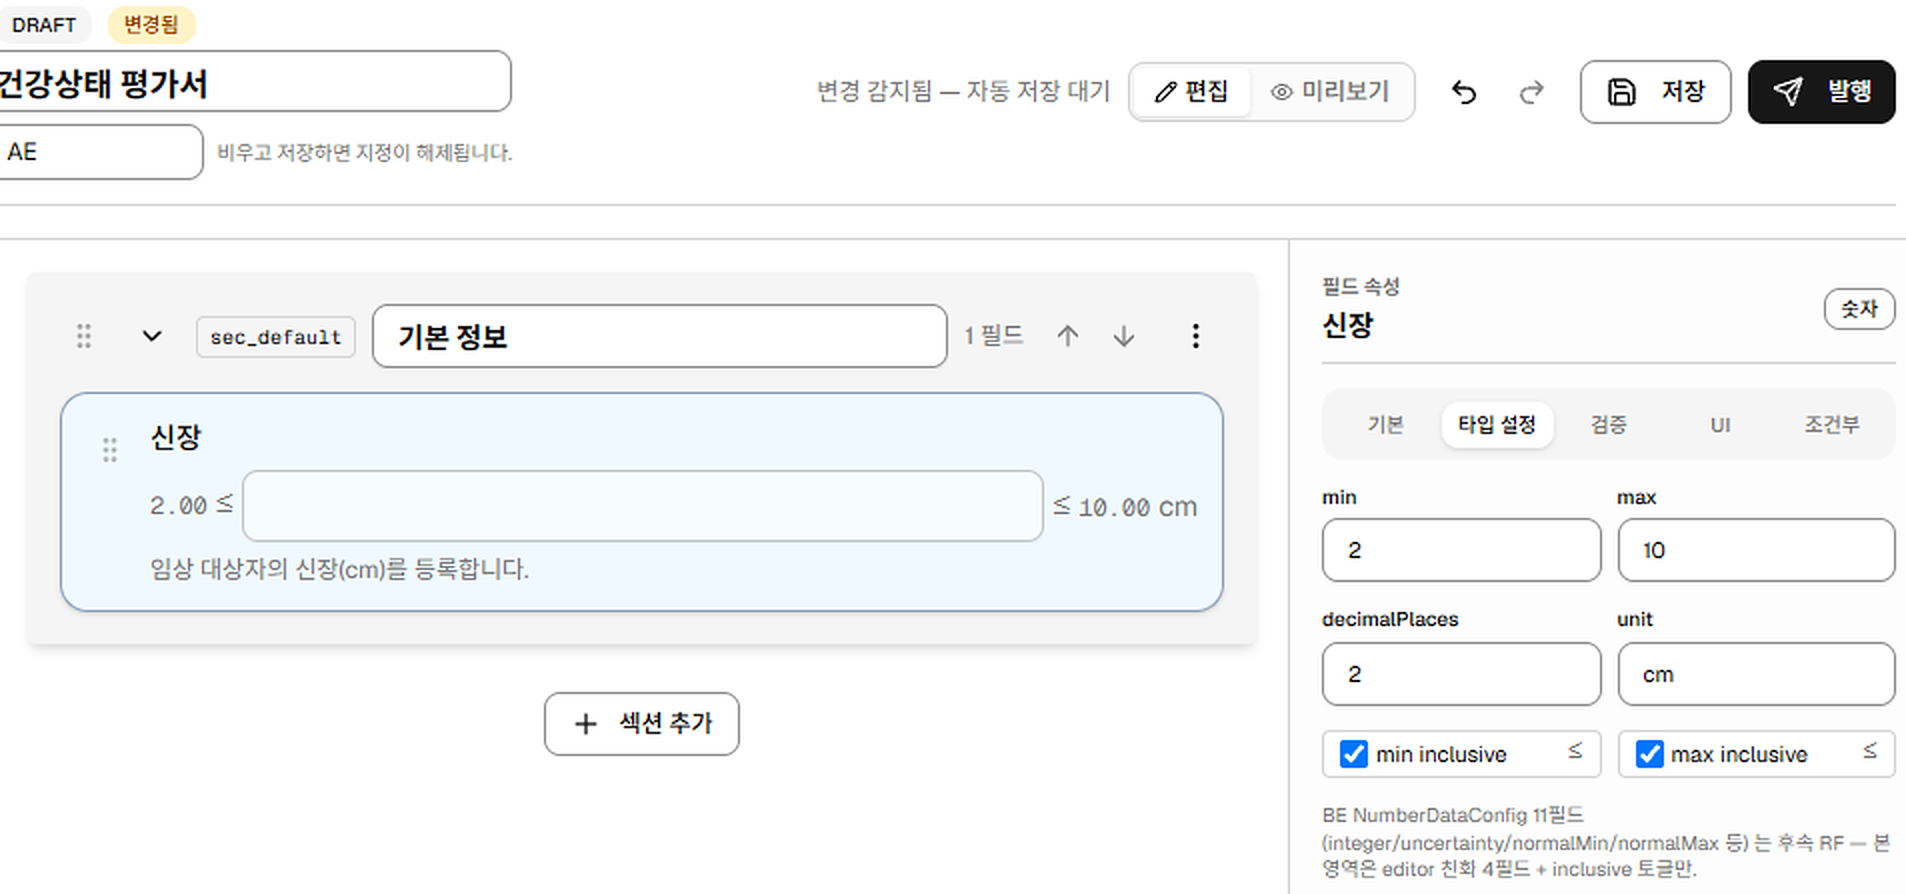 DRAFT 변경됨
건강상태 평가서
변경 감지됨 — 자동 저장 대기 편집 미리보기 저장 발행
AE 비우고 저장하면 지정이 해제됩니다.
sec_default 기본 정보 1 필드
신장
2.00 ≤ ≤ 10.00 cm
임상 대상자의 신장(cm)를 등록합니다.
+ 섹션 추가
필드 속성
신장 숫자
기본 타입 설정 검증 UI 조건부
min max
2 10
decimalPlaces unit
2 cm
min inclusive ≤ max inclusive ≤
BE NumberDataConfig 11필드
(integer/uncertainty/normalMin/normalMax 등) 는 후속 RF — 본
영역은 editor 친화 4필드 + inclusive 토글만.